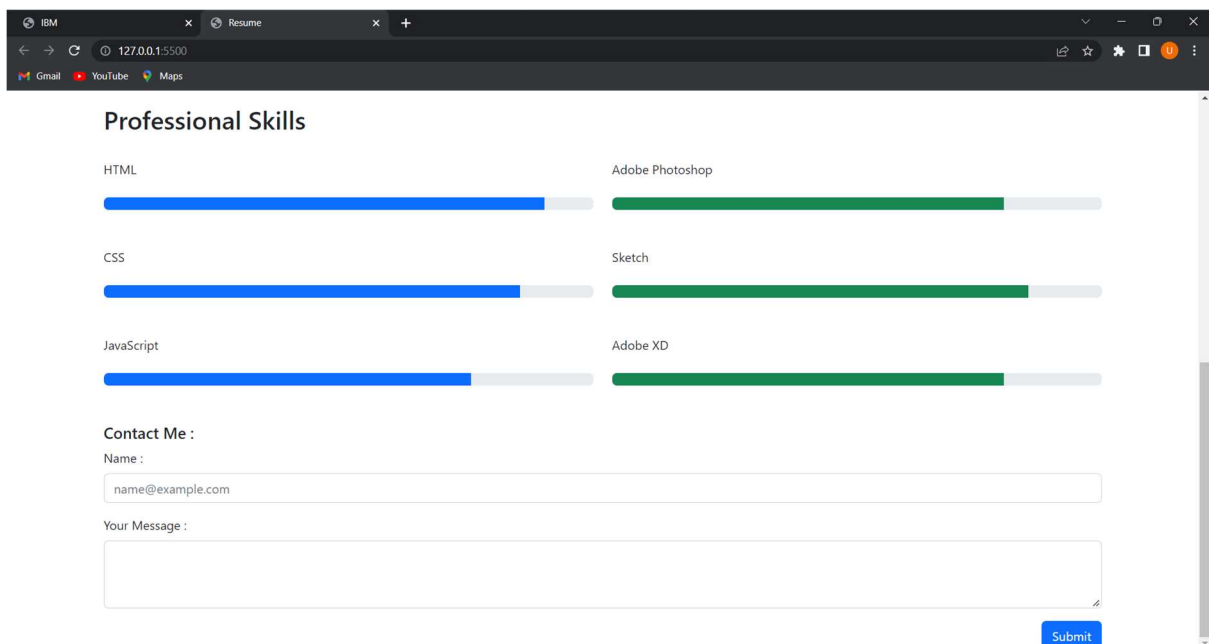 IBM
Resume
127.0.0.1:5500
U
Gmail YouTube Maps
Professional Skills
HTML
Adobe Photoshop
CSS
Sketch
JavaScript
Adobe XD
Contact Me :
Name :
name@example.com
Your Message :
Submit